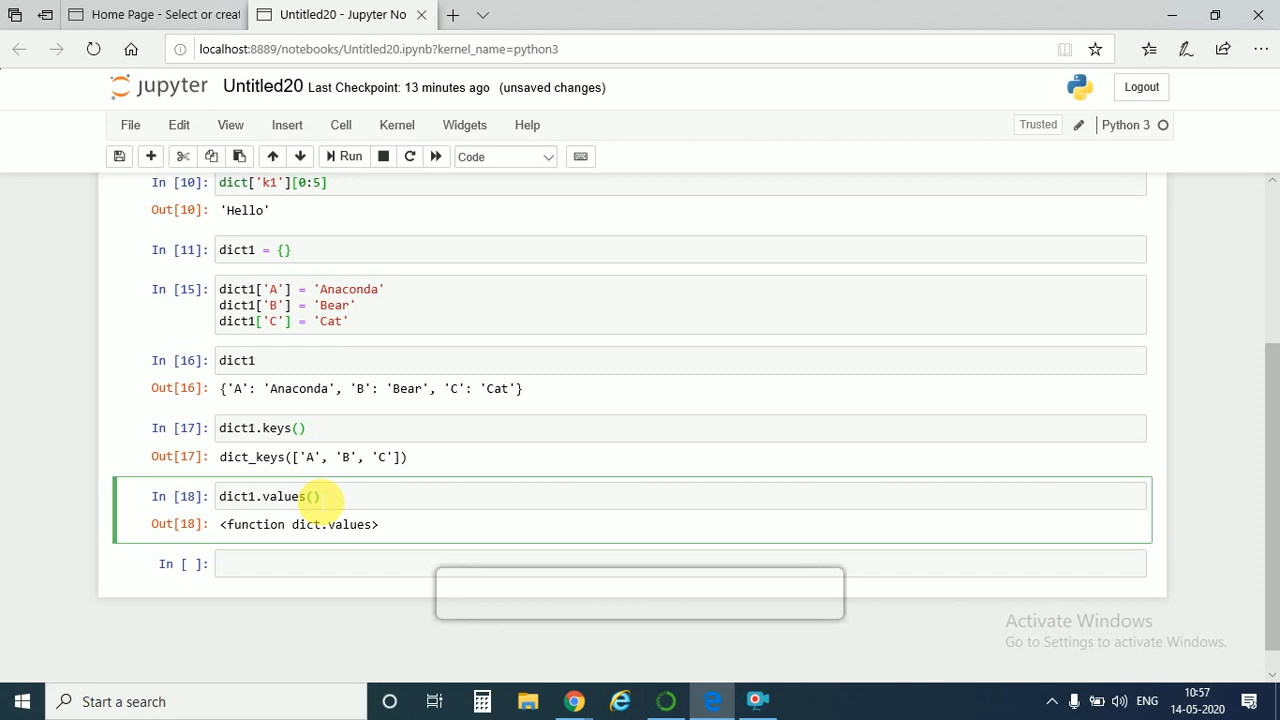 Home Page - Select or creat
Untitled20 - Jupyter No
localhost:8889/notebooks/Untitled20.ipynb?kernel_name=python3
jupyter Untitled20 Last Checkpoint: 13 minutes ago (unsaved changes)
Logout
File Edit View Insert Cell Kernel Widgets Help
Trusted Python 3
Run Code
In [10]: dict['k1'][0:5]
Out[10]: 'Hello'
In [11]: dict1 = {}
In [15]: dict1['A'] = 'Anaconda'
dict1['B'] = 'Bear'
dict1['C'] = 'Cat'
In [16]: dict1
Out[16]: {'A': 'Anaconda', 'B': 'Bear', 'C': 'Cat'}
In [17]: dict1.keys()
Out[17]: dict_keys(['A', 'B', 'C'])
In [18]: dict1.values()
Out[18]: <function dict.values>
In [ ]:
Activate Windows
Go to Settings to activate Windows.
Start a search
ENG
10:57
14-05-2020